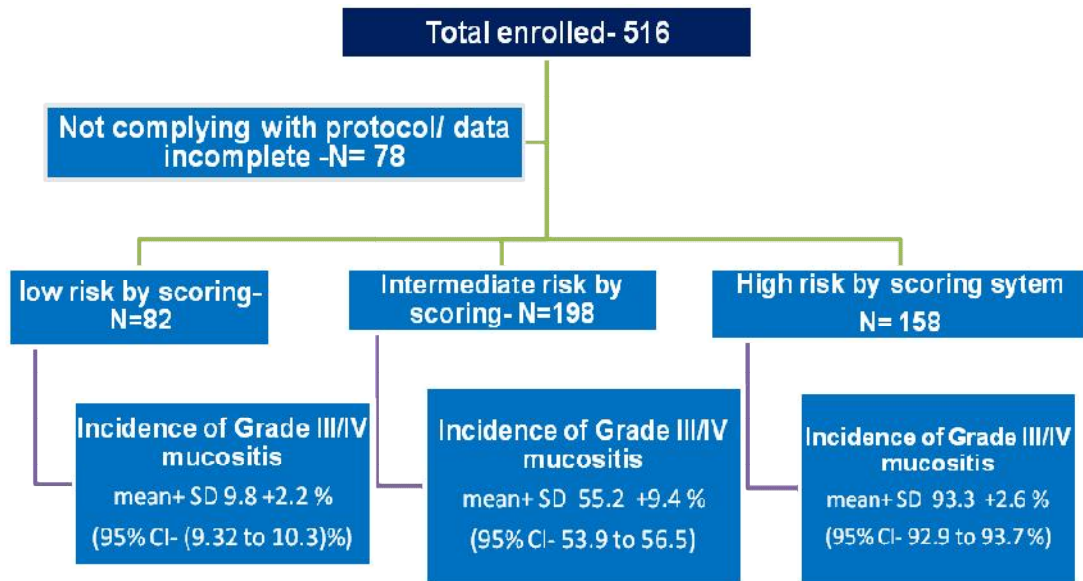 Total enrolled- 516
Not complying with protocol/ data
incomplete -N= 78
low risk by scoring-
N=82
Intermediate risk by
scoring- N=198
High risk by scoring sytem
N= 158
Incidence of Grade III/IV
mucositis
mean+ SD 9.8 +2.2 %
(95% CI- (9.32 to 10.3)%)
Incidence of Grade III/IV
mucositis
mean+ SD 55.2 +9.4 %
(95% CI- 53.9 to 56.5)
Incidence of Grade III/IV
mucositis
mean+ SD 93.3 +2.6 %
(95% CI- 92.9 to 93.7%)